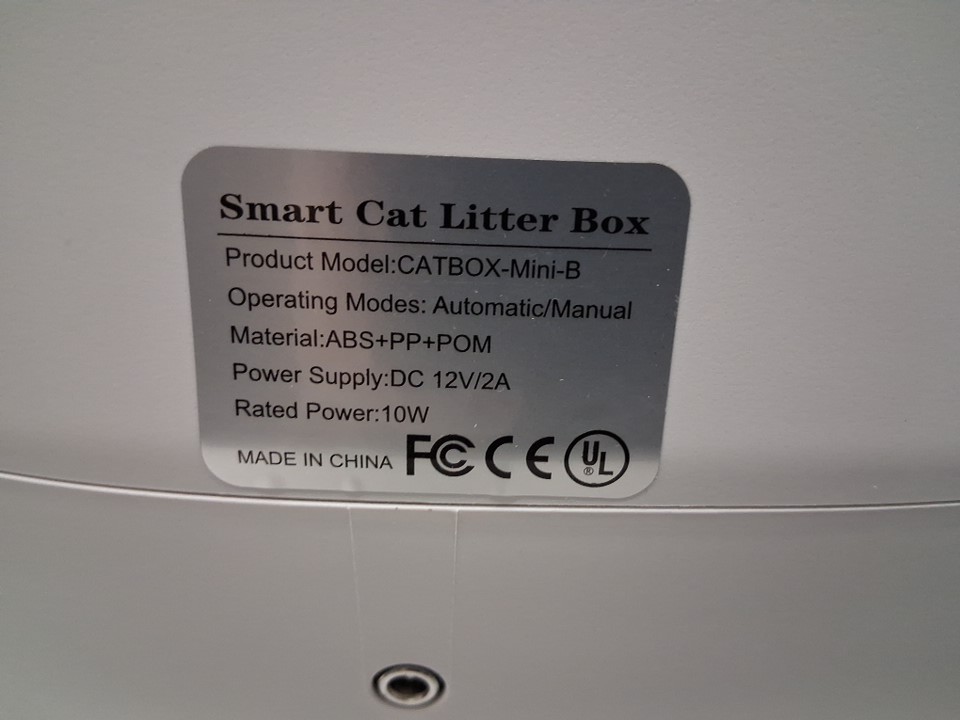 Smart Cat Litter Box
Product Model:CATBOX-Mini-B
Operating Modes: Automatic/Manual
Material:ABS+PP+POM
Power Supply:DC 12V/2A
Rated Power:10W
MADE IN CHINA FCC CE UL®